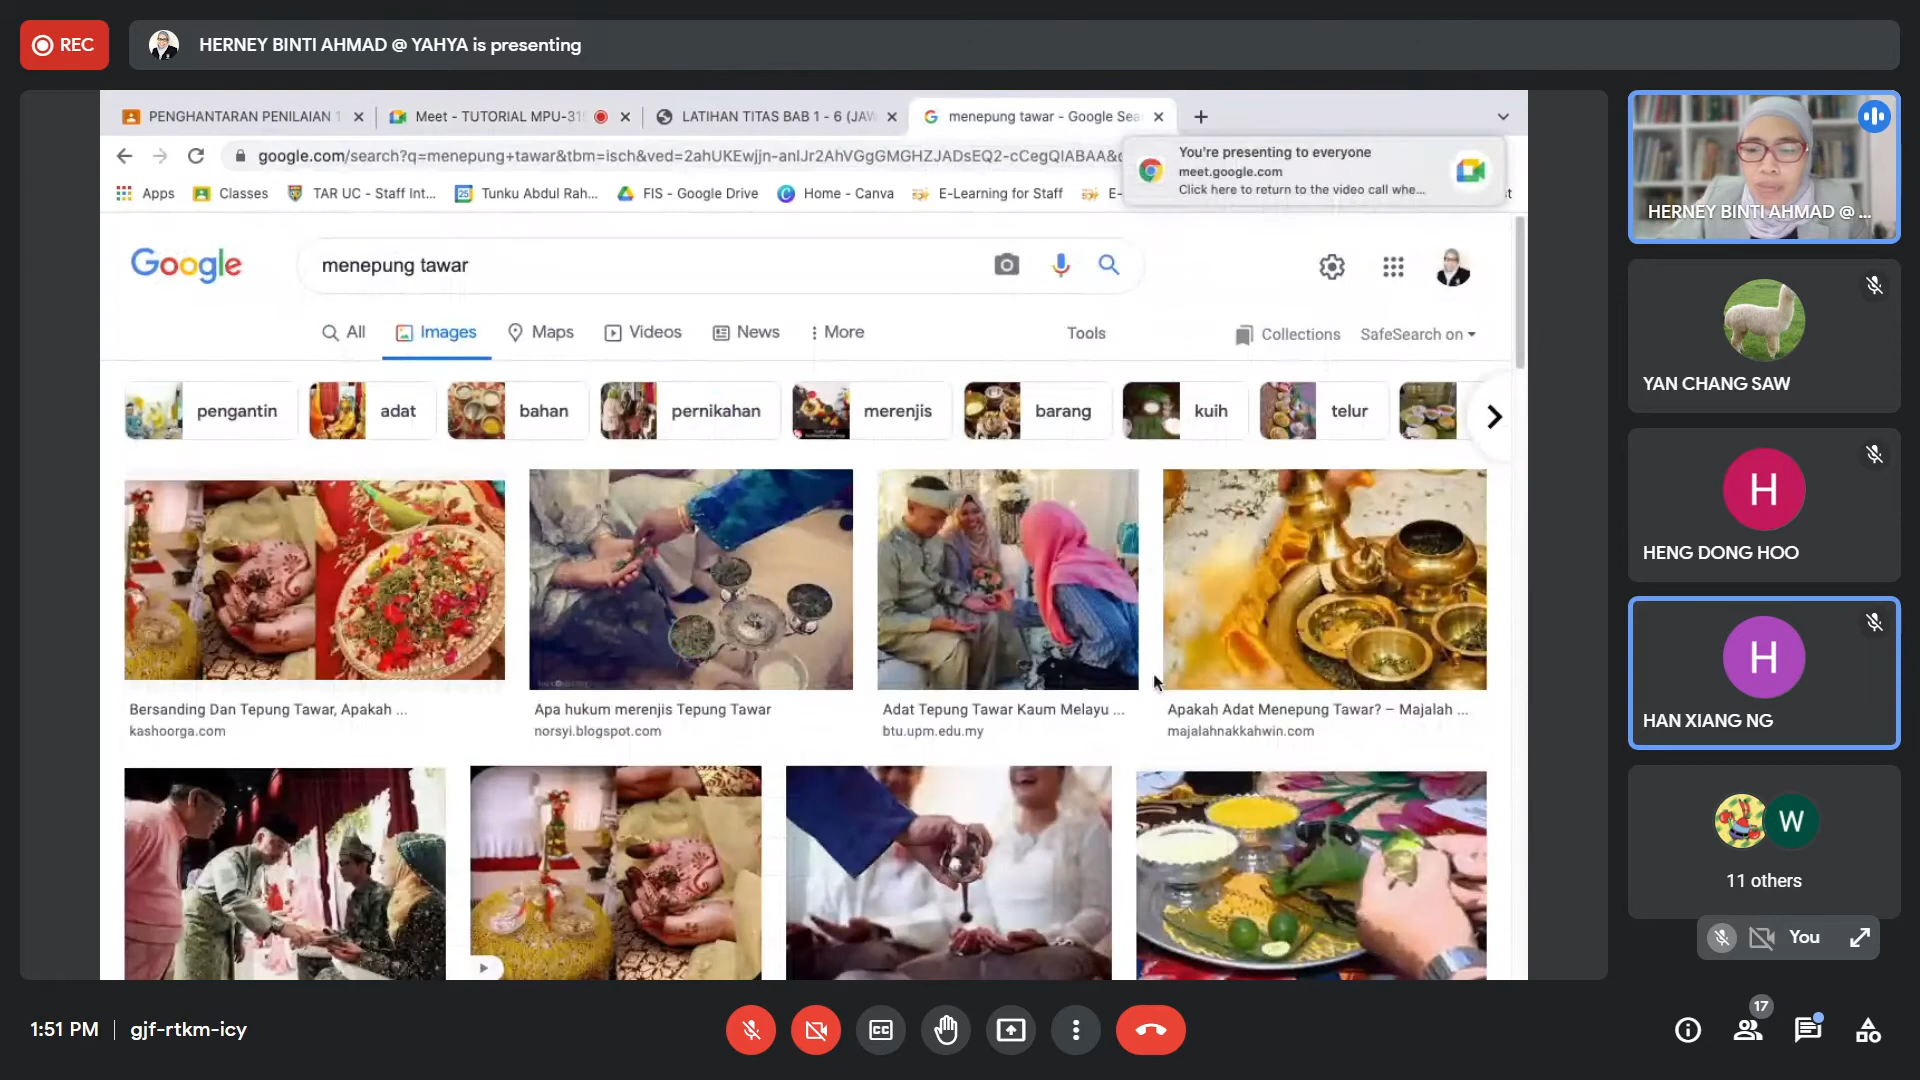 REC
HERNEY BINTI AHMAD @ YAHYA is presenting
PENGHANTARAN PENILAIAN 1
Meet - TUTORIAL MPU-31
LATIHAN TITAS BAB 1 - 6 (JAW
menepung tawar - Google Sea
google.com/search?q=menepung+tawar&tbm=isch&ved=2ahUKEwjjn-anlJr2AhVGgGMGHZJADsEQ2-cCegQIABAA&
You're presenting to everyone
meet.google.com
Click here to return to the video call whe...
Apps
Classes
TAR UC - Staff Int...
Tunku Abdul Rah...
FIS - Google Drive
Home - Canva
E-Learning for Staff
Google
menepung tawar
All
Images
Maps
Videos
News
More
Tools
Collections
SafeSearch on
pengantin
adat
bahan
pernikahan
merenjis
barang
kuih
telur
Bersanding Dan Tepung Tawar, Apakah ...
kashoorga.com
Apa hukum merenjis Tepung Tawar
norsyi.blogspot.com
Adat Tepung Tawar Kaum Melayu ...
btu.upm.edu.my
Apakah Adat Menepung Tawar? – Majalah ...
majalahnakkahwin.com
HERNEY BINTI AHMAD @ ...
YAN CHANG SAW
H
HENG DONG HOO
H
HAN XIANG NG
W
11 others
You
1:51 PM
gjf-rtkm-icy
CC
17